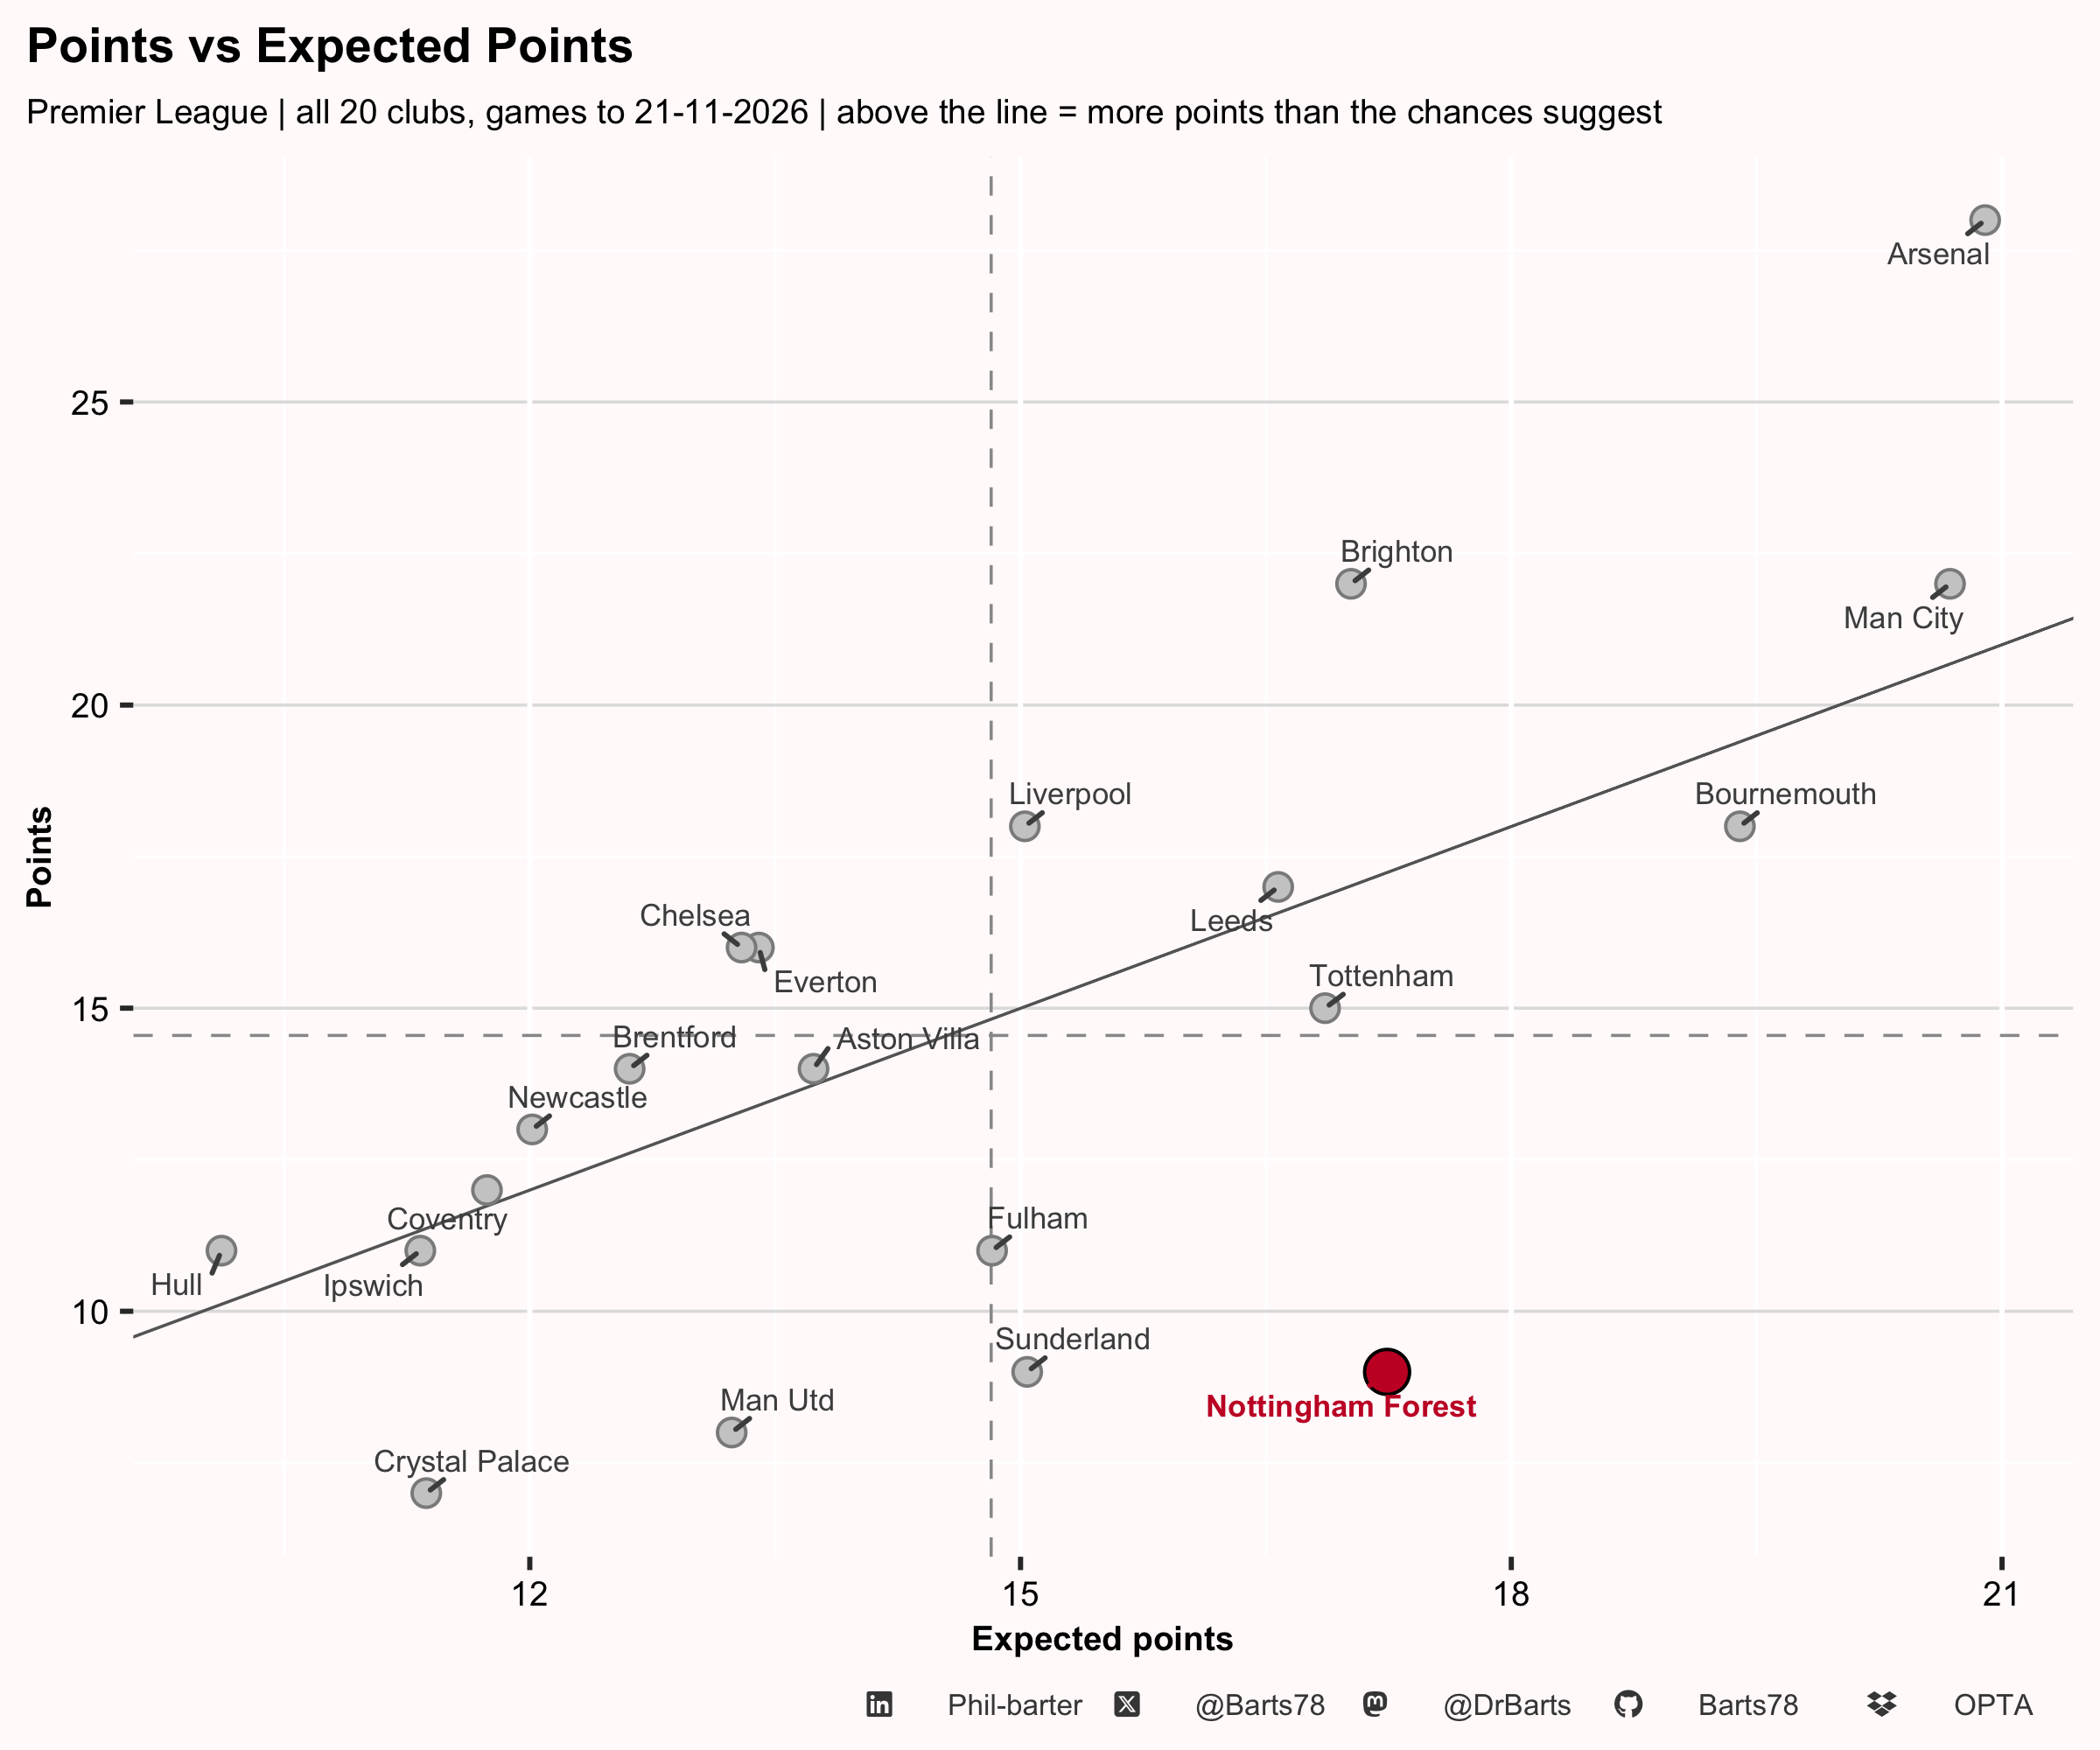 Points vs Expected Points
Premier League | all 20 clubs, games to 21-11-2026 | above the line = more points than the chances suggest
Arsenal
25
Brighton
Man City
20
Liverpool
Bournemouth
Points
Leeds
Chelsea
Everton
Tottenham
15
Brentford
Aston Villa
Newcastle
Coventry
Fulham
Hull
Ipswich
10
Sunderland
Man Utd
Nottingham Forest
Crystal Palace
12 15 18 21
Expected points
Phil-barter @Barts78 @DrBarts Barts78 OPTA